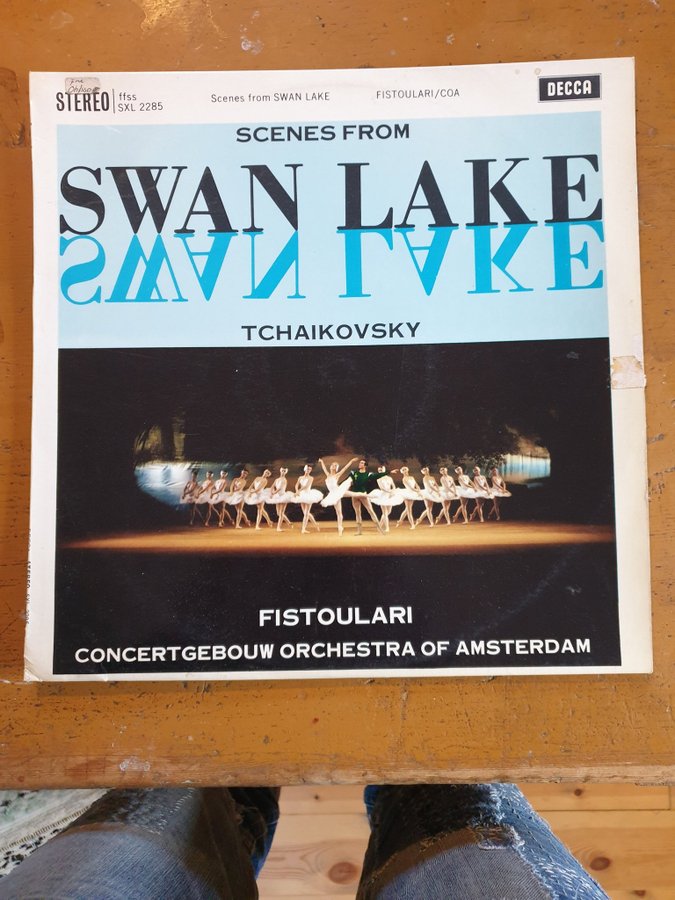 STEREO
ffss
SXL 2285
Scenes from SWAN LAKE
FISTOULARI/COA
DECCA
SCENES FROM
SWAN LAKE
SWAN LAKE
TCHAIKOVSKY
FISTOULARI
CONCERTGEBOUW ORCHESTRA OF AMSTERDAM